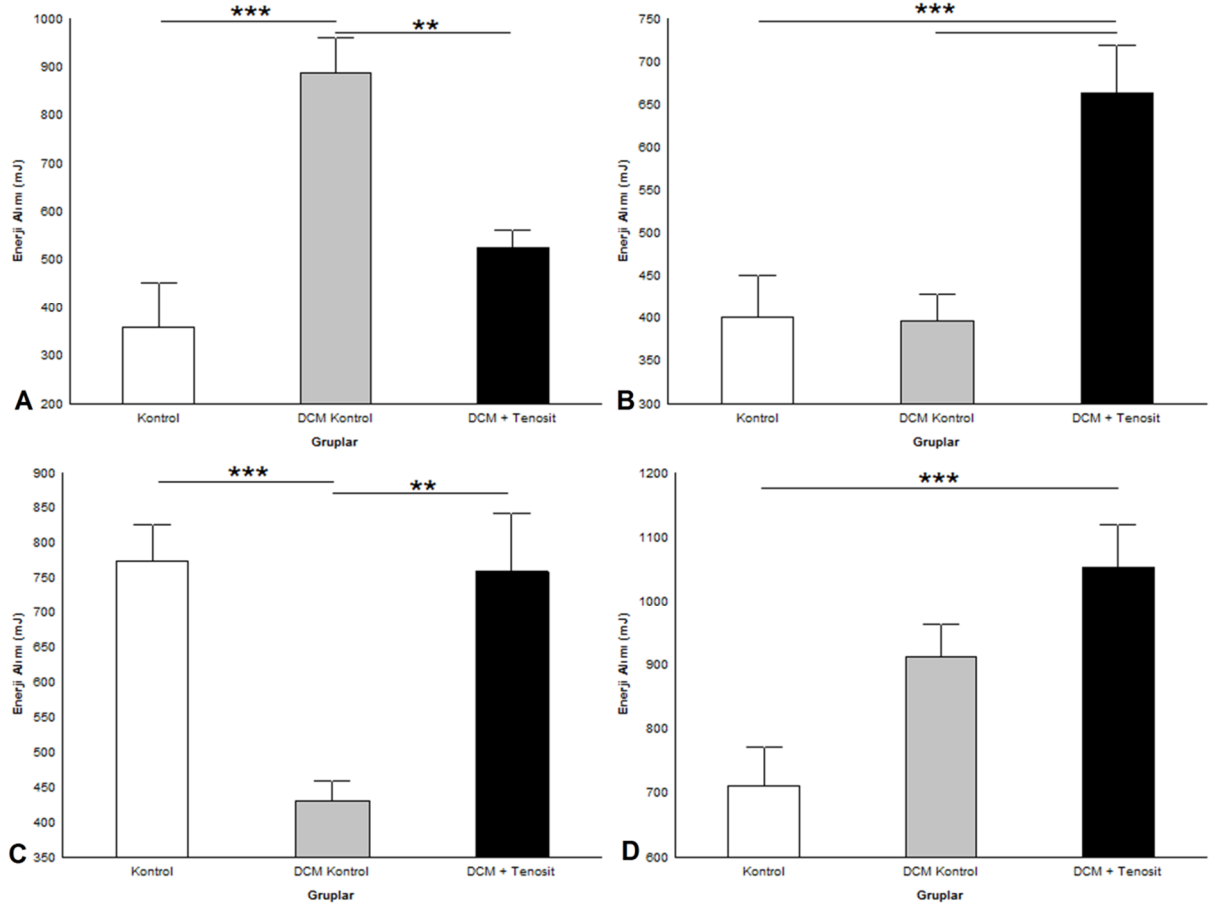 ***
**
1000
900
800
700
600
500
400
300
200
Enerji Alımı (mJ)
Kontrol
DCM Kontrol
DCM + Tenosit
Gruplar
A
***
750
700
650
600
550
500
450
400
350
300
Enerji Alımı (mJ)
Kontrol
DCM Kontrol
DCM + Tenosit
Gruplar
B
***
**
900
850
800
750
700
650
600
550
500
450
400
350
Enerji Alımı (mJ)
Kontrol
DCM Kontrol
DCM + Tenosit
Gruplar
C
***
1200
1100
1000
900
800
700
600
Enerji Alımı (mJ)
Kontrol
DCM Kontrol
DCM + Tenosit
Gruplar
D